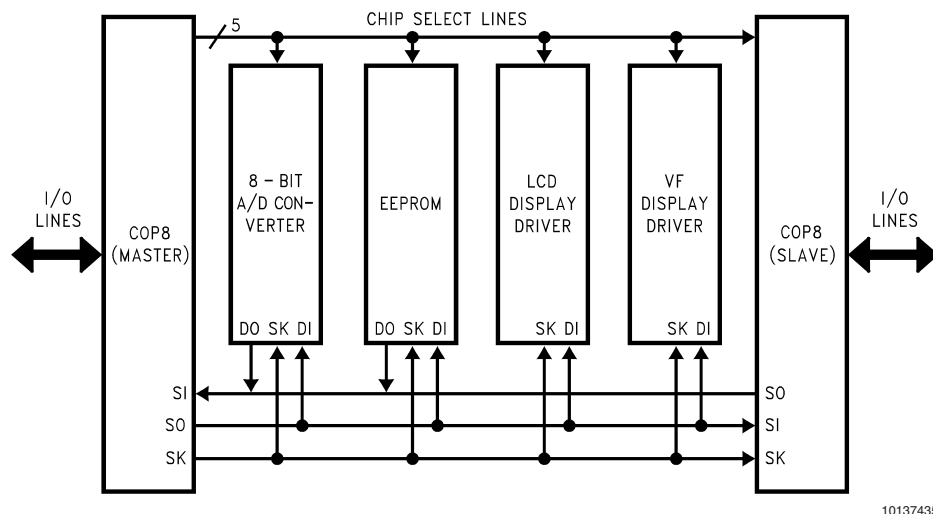 CHIP SELECT LINES
5
I/O
LINES
COP8
(MASTER)
8 – BIT
A/D CON-
VERTER
DO SK DI
EEPROM
DO SK DI
LCD
DISPLAY
DRIVER
SK DI
VF
DISPLAY
DRIVER
SK DI
COP8
(SLAVE)
I/O
LINES
SI
SO
SK
SO
SI
SK
10137435